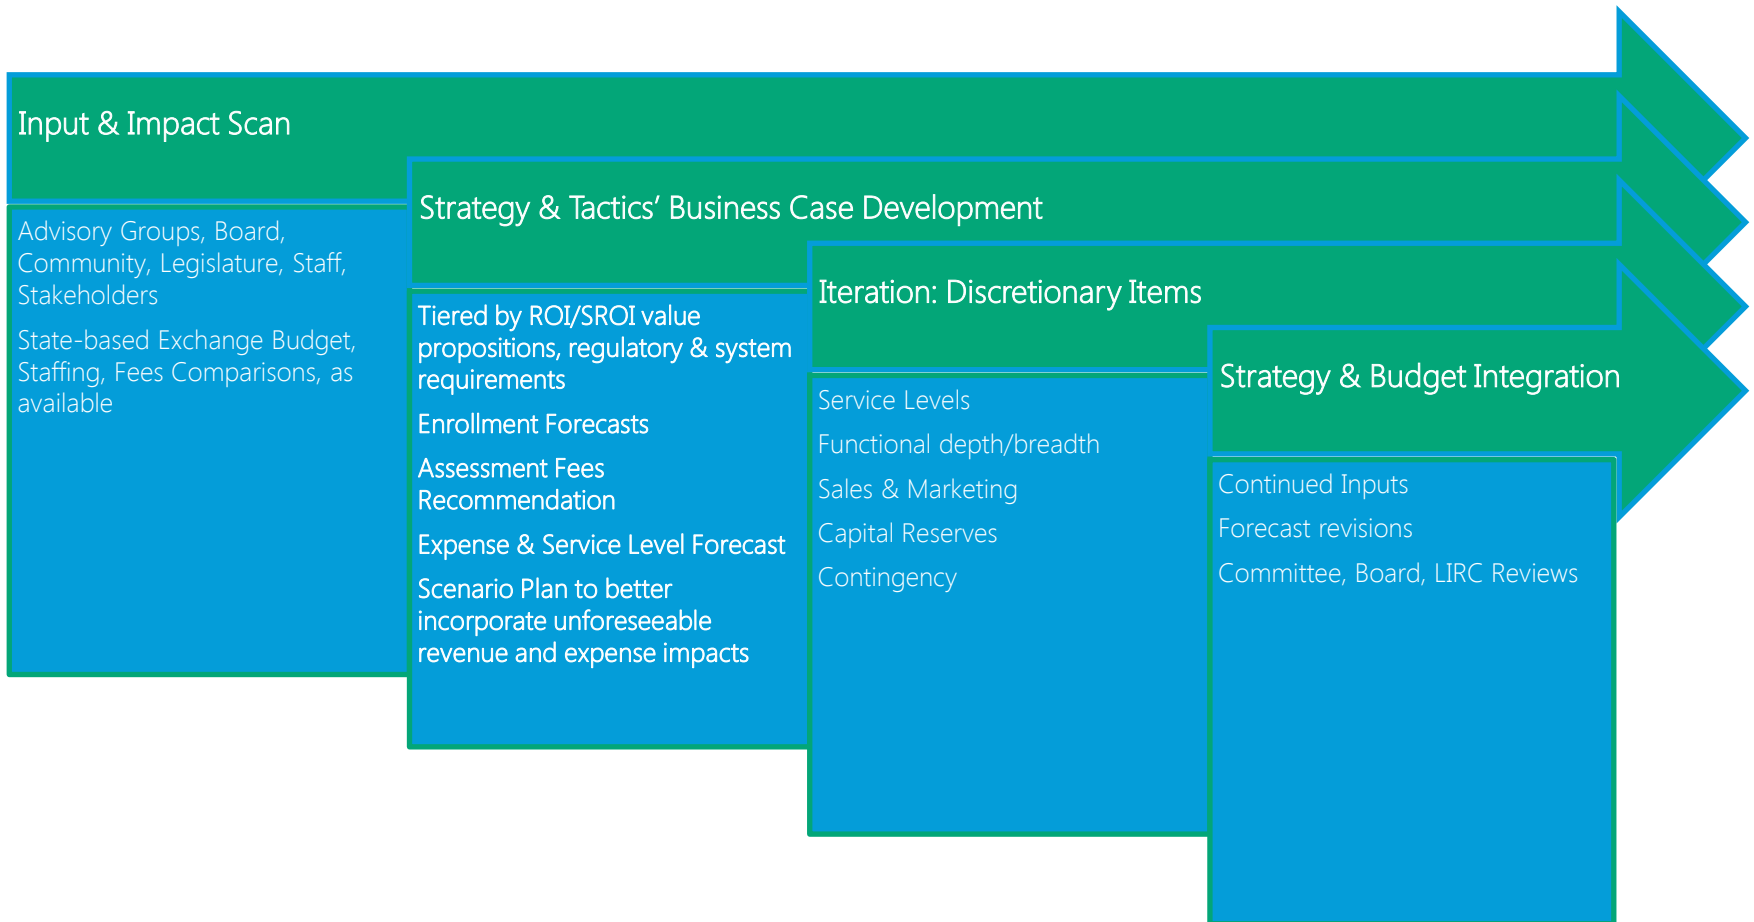 Input & Impact Scan
Advisory Groups, Board,
Community, Legislature, Staff,
Stakeholders
State-based Exchange Budget,
Staffing, Fees Comparisons, as
available
Strategy & Tactics’ Business Case Development
Tiered by ROI/SROI value
propositions, regulatory & system
requirements
Enrollment Forecasts
Assessment Fees
Recommendation
Expense & Service Level Forecast
Scenario Plan to better
incorporate unforeseeable
revenue and expense impacts
Iteration: Discretionary Items
Service Levels
Functional depth/breadth
Sales & Marketing
Capital Reserves
Contingency
Strategy & Budget Integration
Continued Inputs
Forecast revisions
Committee, Board, LIRC Reviews